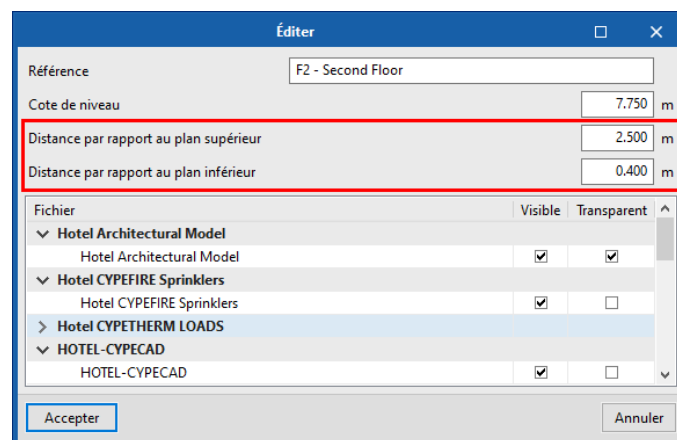 Éditer
Référence F2 - Second Floor
Cote de niveau 7.750 m
Distance par rapport au plan supérieur 2.500 m
Distance par rapport au plan inférieur 0.400 m
Fichier Visible Transparent
Hotel Architectural Model
Hotel Architectural Model
Hotel CYPEFIRE Sprinklers
Hotel CYPEFIRE Sprinklers
Hotel CYPETHERM LOADS
HOTEL-CYPECAD
HOTEL-CYPECAD
Accepter Annuler